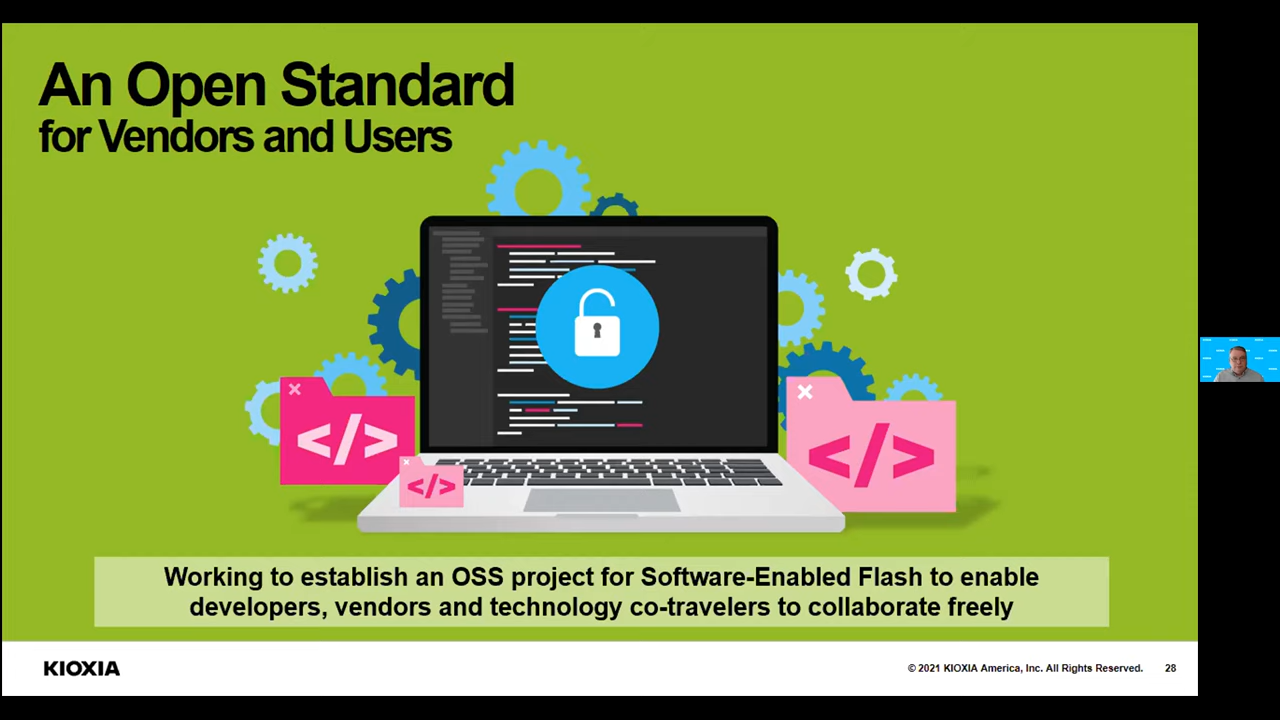 An Open Standard
for Vendors and Users
</>
</>
</>
Working to establish an OSS project for Software-Enabled Flash to enable
developers, vendors and technology co-travelers to collaborate freely
KIOXIA
© 2021 KIOXIA America, Inc. All Rights Reserved.
28